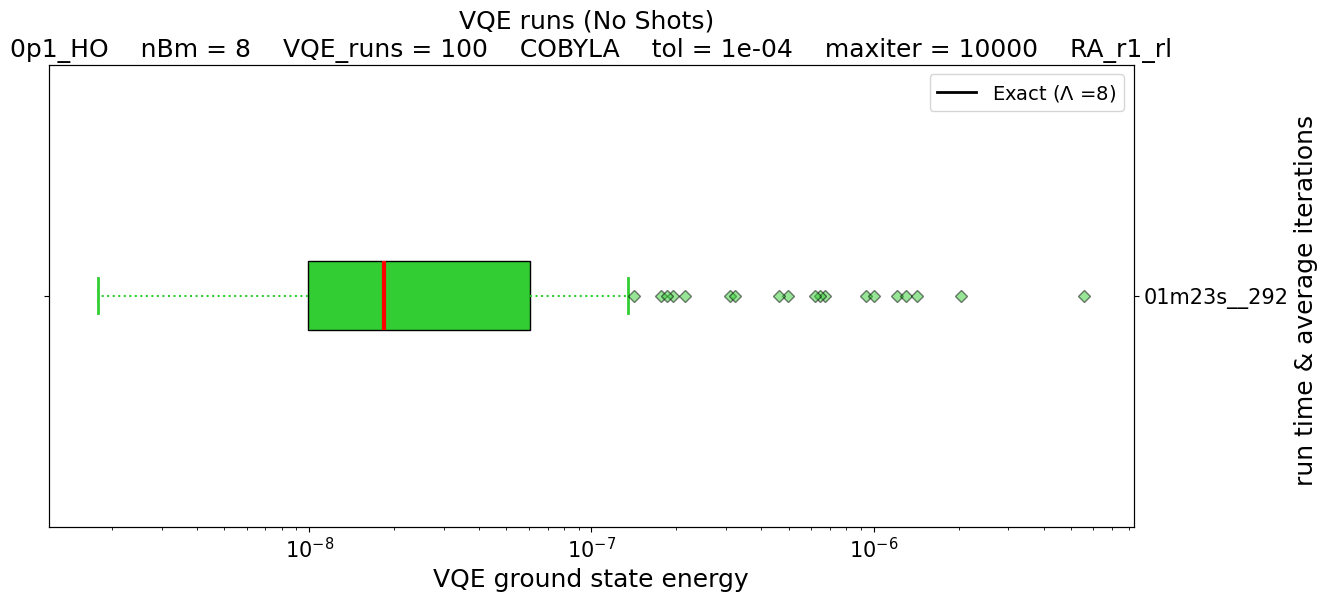 VQE runs (No Shots)
0p1_HO nBm = 8 VQE_runs = 100 COBYLA tol = 1e-04 maxiter = 10000 RA_r1_rl
Exact (Λ =8)
01m23s__292
run time & average iterations
10⁻⁸ 10⁻⁷ 10⁻⁶
VQE ground state energy